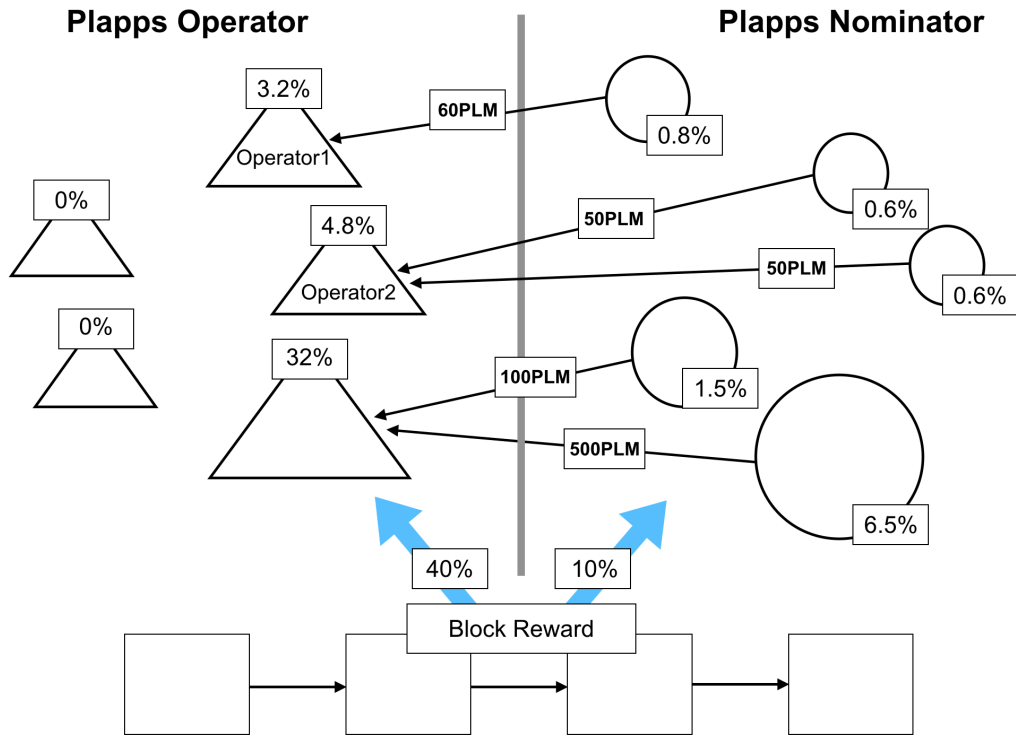 Plapps Operator
Plapps Nominator
3.2%
60PLM
0.8%
Operator1
0%
4.8%
50PLM
0.6%
Operator2
50PLM
0.6%
0%
32%
100PLM
1.5%
500PLM
6.5%
40%
10%
Block Reward